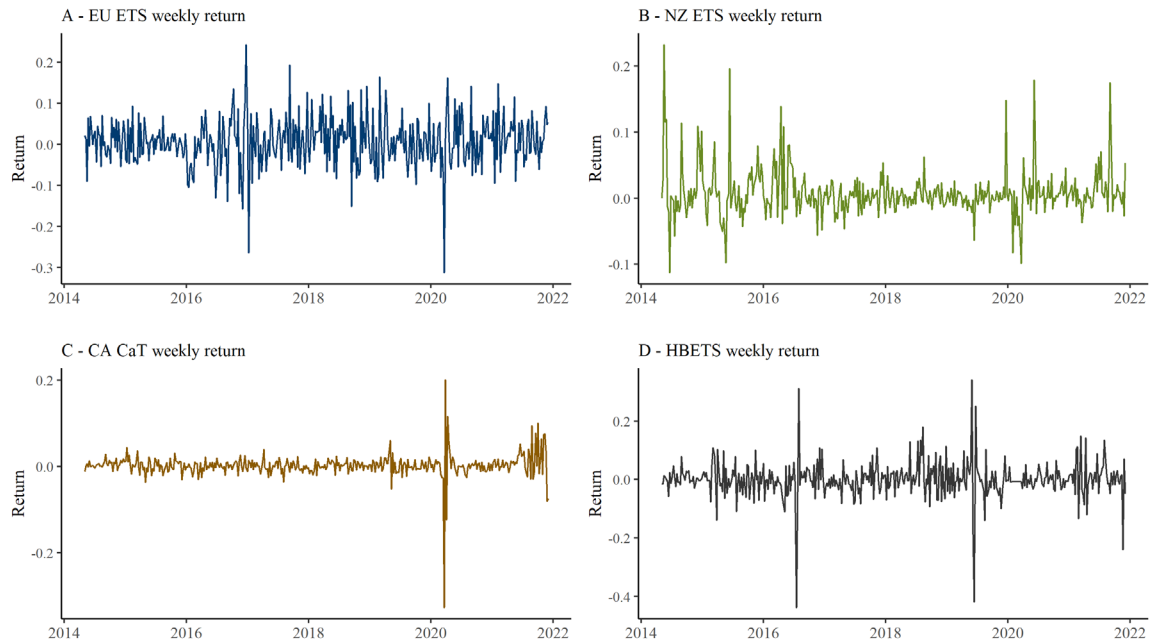 A - EU ETS weekly return
Return
0.2
0.1
0.0
-0.1
-0.2
-0.3
2014 2016 2018 2020 2022
B - NZ ETS weekly return
Return
0.2
0.1
0.0
-0.1
2014 2016 2018 2020 2022
C - CA CaT weekly return
Return
0.2
0.0
-0.2
2014 2016 2018 2020 2022
D - HBETS weekly return
Return
0.2
0.0
-0.2
-0.4
2014 2016 2018 2020 2022